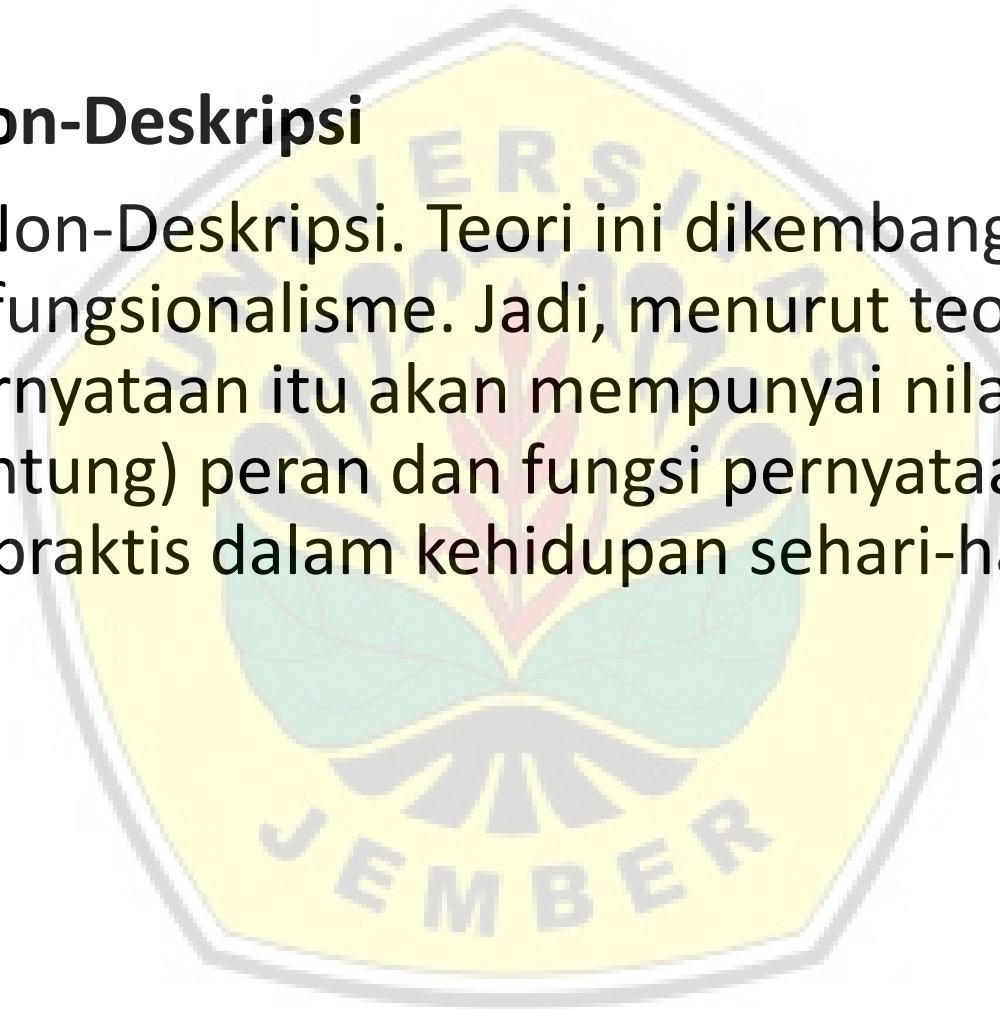 on-Deskripsi
Non-Deskripsi. Teori ini dikembang
fungsionalisme. Jadi, menurut teo
rnyataan itu akan mempunyai nila
ntung) peran dan fungsi pernyataa
praktis dalam kehidupan sehari-ha
UNIVERSITAS
JEMBER